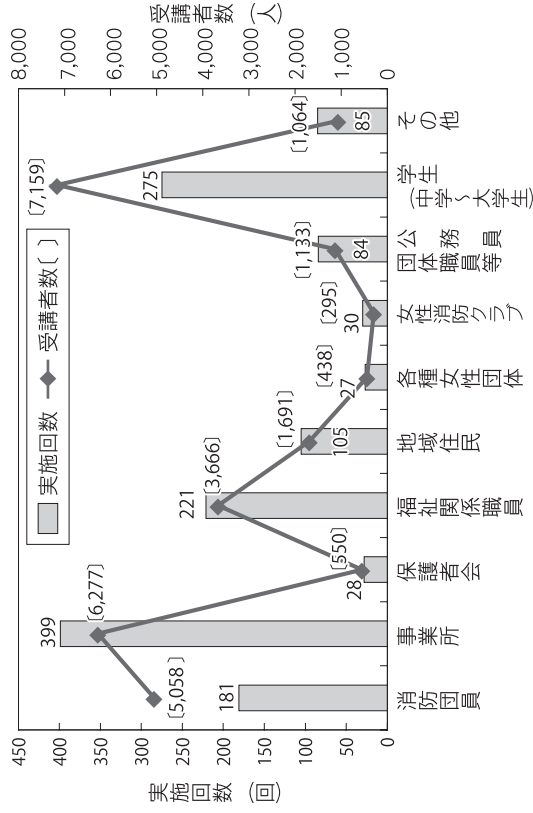 受講者数（人）
8,000
7,000
6,000
5,000
4,000
3,000
2,000
1,000
0
実施回数（回）
450
400
350
300
250
200
150
100
50
0
実施回数
受講者数〔 〕
181
〔5,058 〕
399
〔6,277〕
28
〔550〕
221
〔3,666〕
105
〔1,691〕
27
〔438〕
30
〔295〕
84
〔1,133〕
275
〔7,159〕
85
〔1,064〕
消防団員
事業所
保護者会
福祉関係職員
地域住民
各種女性団体
女性消防クラブ
公務員
団体職員等
学生
（中学～大学生）
その他